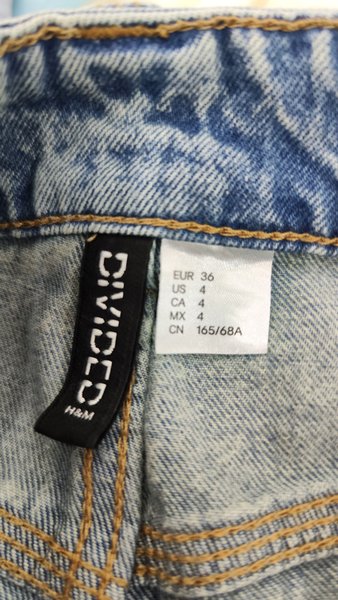 DIVIDED
H&M
EUR 36
US 4
CA 4
MX 4
CN 165/68A